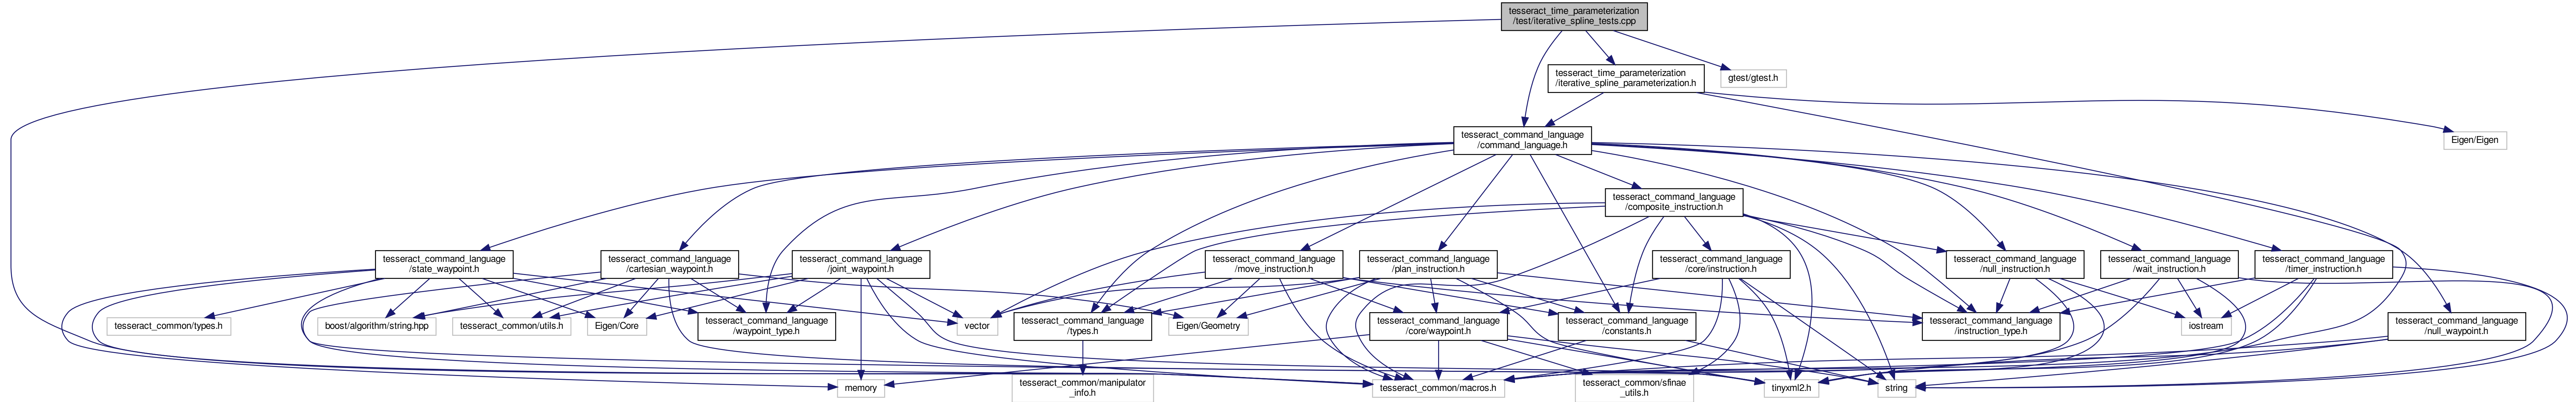 tesseract_time_parameterization
/test/iterative_spline_tests.cpp
tesseract_time_parameterization
/iterative_spline_parameterization.h
gtest/gtest.h
tesseract_command_language
/command_language.h
Eigen/Eigen
tesseract_command_language
/composite_instruction.h
tesseract_command_language
/state_waypoint.h
tesseract_command_language
/cartesian_waypoint.h
tesseract_command_language
/joint_waypoint.h
tesseract_command_language
/move_instruction.h
tesseract_command_language
/plan_instruction.h
tesseract_command_language
/core/instruction.h
tesseract_command_language
/null_instruction.h
tesseract_command_language
/wait_instruction.h
tesseract_command_language
/timer_instruction.h
tesseract_common/types.h
boost/algorithm/string.hpp
tesseract_common/utils.h
Eigen/Core
tesseract_command_language
/waypoint_type.h
vector
tesseract_command_language
/types.h
Eigen/Geometry
tesseract_command_language
/core/waypoint.h
tesseract_command_language
/constants.h
tesseract_command_language
/instruction_type.h
iostream
tesseract_command_language
/null_waypoint.h
memory
tesseract_common/manipulator
_info.h
tesseract_common/macros.h
tesseract_common/sfinae
_utils.h
tinyxml2.h
string